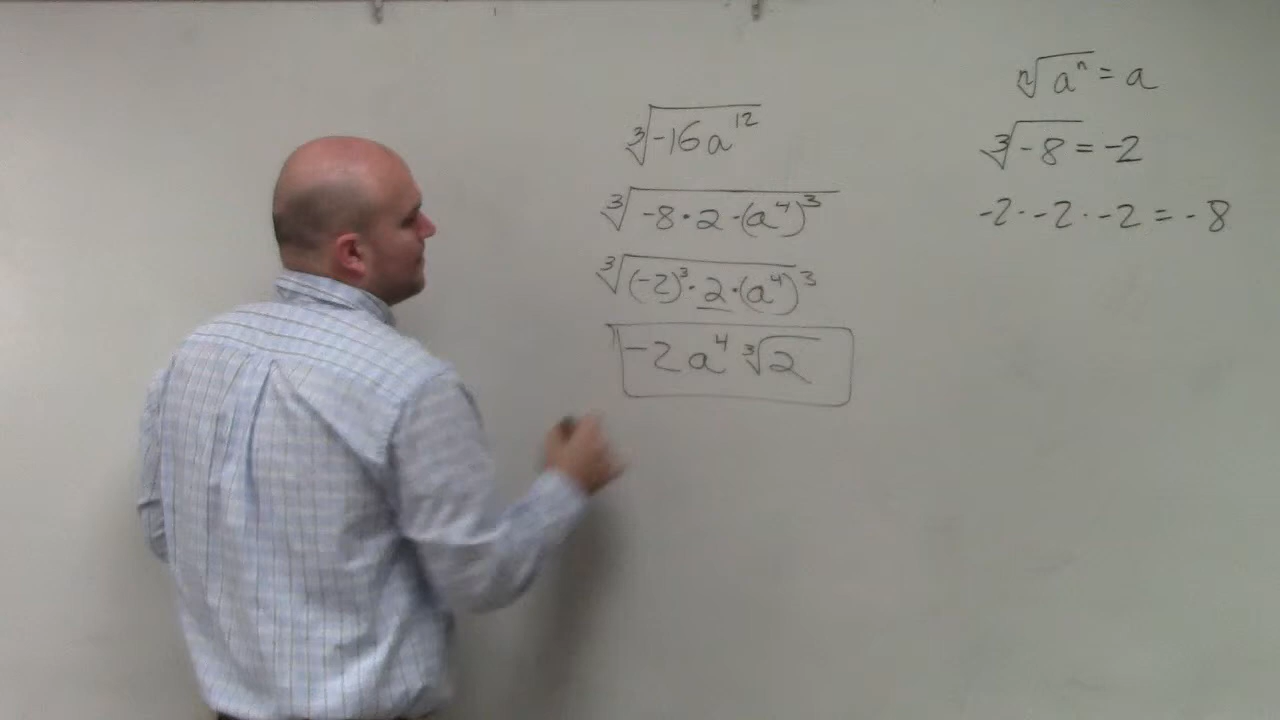 ∛-16a¹²
∛-8·2·(a⁴)³
∛(-2)³·2·(a⁴)³
-2a⁴ ∛2
ⁿ√aⁿ = a
∛-8 = -2
-2·-2·-2 = -8